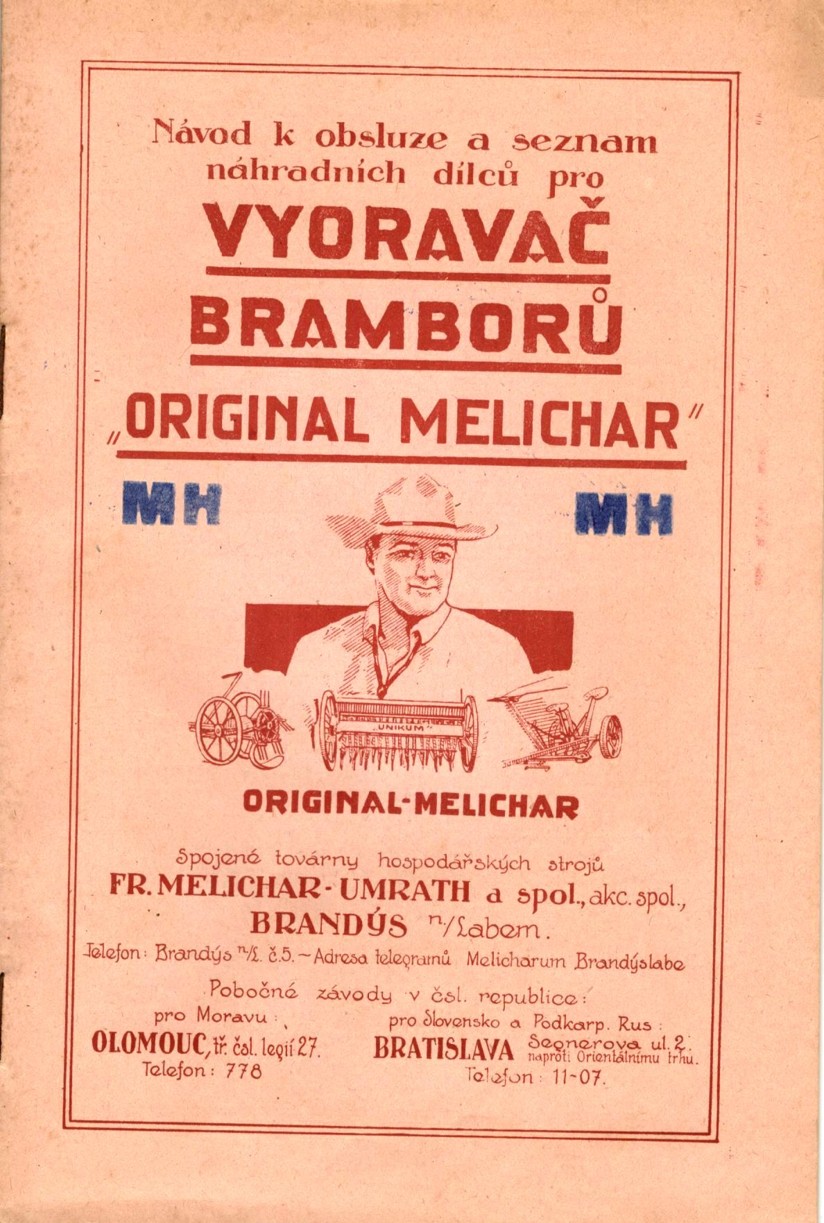 Návod k obsluze a seznam
náhradních dílců pro
VYORAVAČ
BRAMBORŮ
„ORIGINAL MELICHAR"
MH MH
„UNIKUM"
ORIGINAL-MELICHAR
Spojené továrny hospodářských strojů
FR. MELICHAR-UMRATH a spol., akc. spol.,
BRANDÝS n/Labem.
Telefon: Brandýs n/L. č.5. — Adresa telegramů Melicharum Brandýslabe
Pobočné závody v čsl. republice:
pro Moravu:
OLOMOUC, tř. čsl. legií 27.
Telefon: 778
pro Slovensko a Podkarp. Rus:
BRATISLAVA Segnerova ul. 2.
naproti Orientálnímu trhu.
Telefon: 11-07.